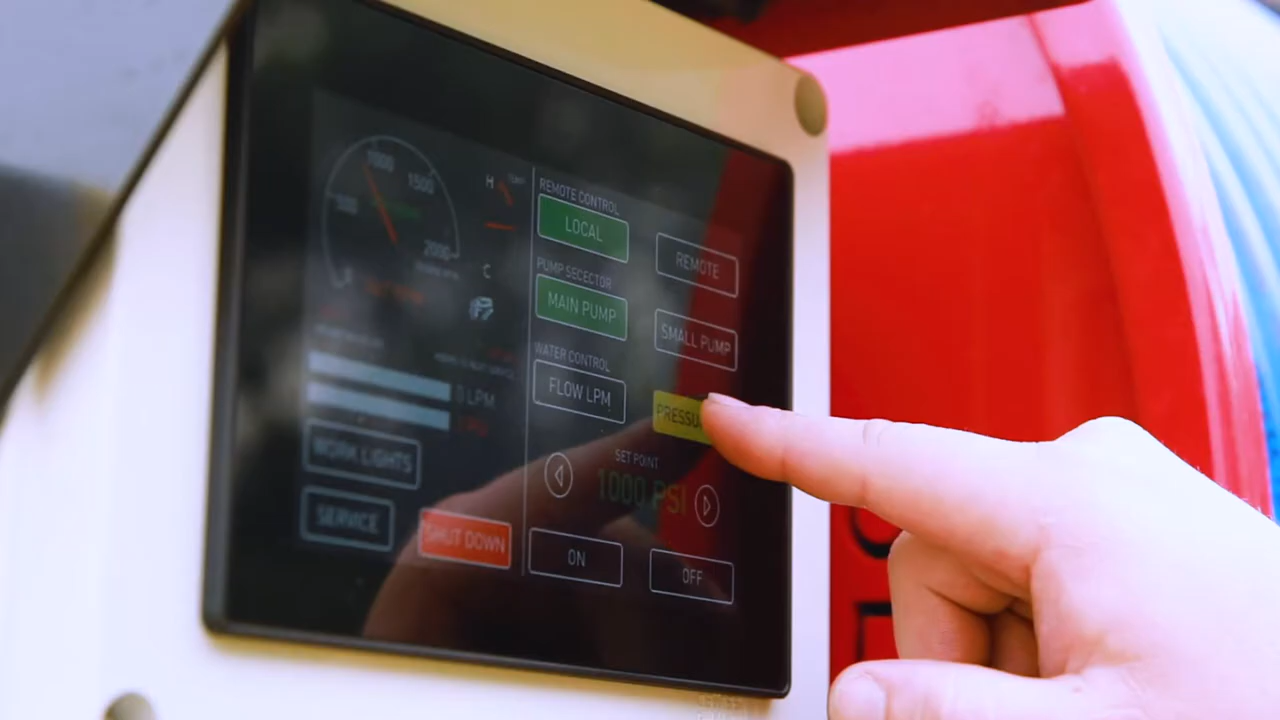 1000
1500
500
2000
H
C
0 LPM
WORK LIGHTS
SERVICE
SHUT DOWN
REMOTE CONTROL
LOCAL
REMOTE
PUMP SECECTOR
MAIN PUMP
SMALL PUMP
WATER CONTROL
FLOW LPM
PRESSU
SET POINT
1000 PSI
ON
OFF